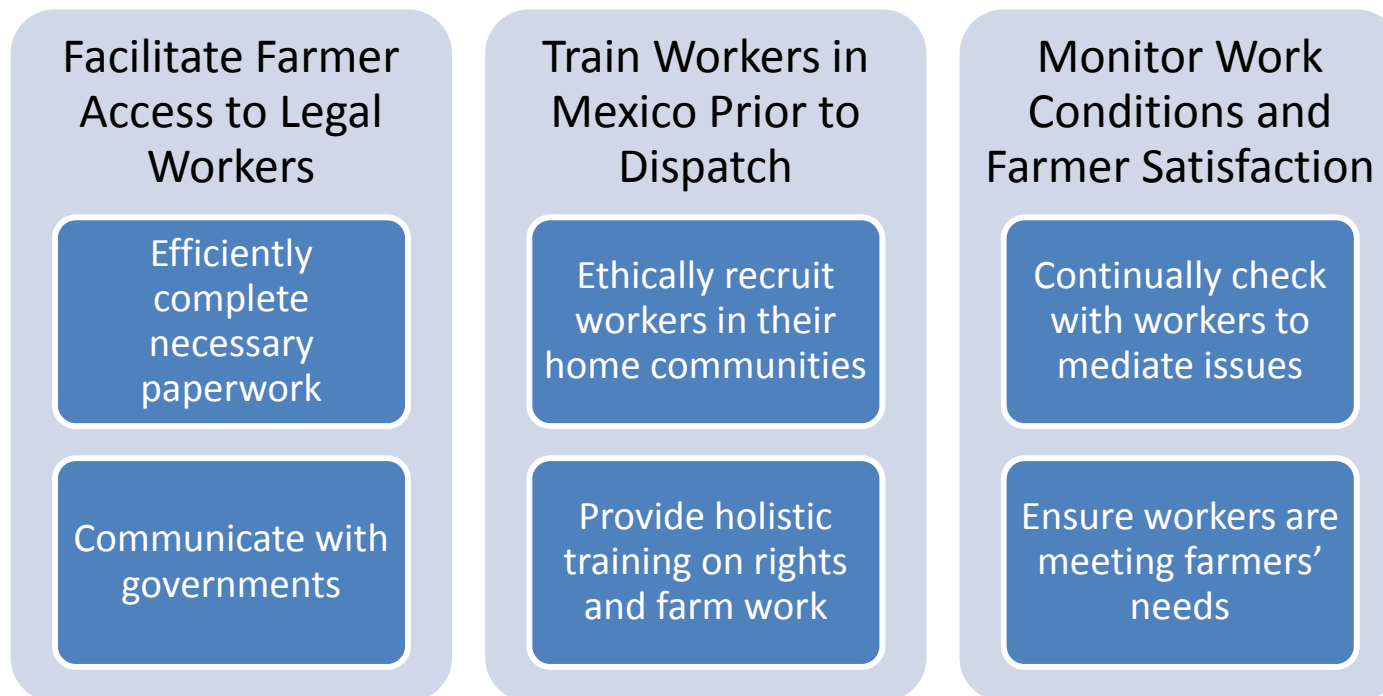 Facilitate Farmer
Access to Legal
Workers
Efficiently
complete
necessary
paperwork
Communicate with
governments
Train Workers in
Mexico Prior to
Dispatch
Ethically recruit
workers in their
home communities
Provide holistic
training on rights
and farm work
Monitor Work
Conditions and
Farmer Satisfaction
Continually check
with workers to
mediate issues
Ensure workers are
meeting farmers’
needs